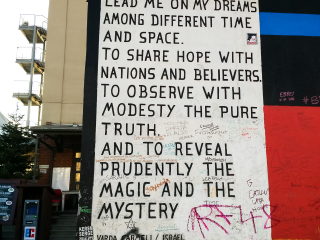 LEAD ME ON MY DREAMS
AMONG DIFFERENT TIME
AND SPACE.
TO SHARE HOPE WITH
NATIONS AND BELIEVERS.
TO OBSERVE WITH
MODESTY THE PURE
TRUTH.
AND TO REVEAL
PRUDENTLY THE
MAGIC AND THE
MYSTERY
ISRAEL